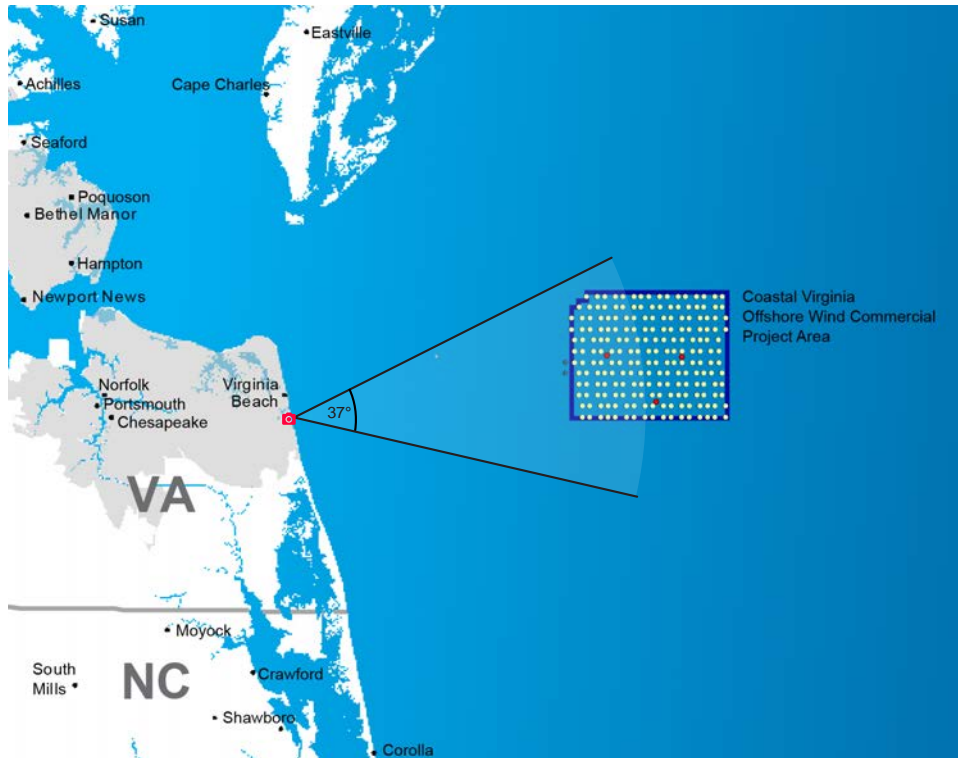 Susan
Eastville
Achilles
Cape Charles
Seaford
Poquoson
Bethel Manor
Hampton
Newport News
Coastal Virginia
Offshore Wind Commercial
Project Area
Norfolk
Virginia
Beach
Portsmouth
37°
Chesapeake
VA
Moyock
South
Mills
NC
Crawford
Shawboro
Corolla